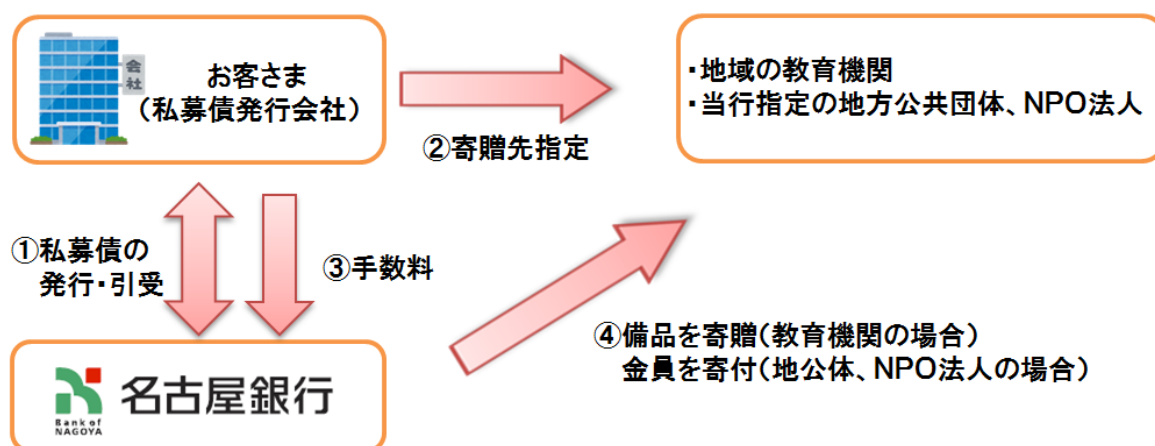 会
社
お客さま
(私募債発行会社)
・地域の教育機関
・当行指定の地方公共団体、NPO法人
②寄贈先指定
①私募債の
発行・引受
③手数料
④備品を寄贈(教育機関の場合)
金員を寄付(地公体、NPO法人の場合)
Bank of
NAGOYA
名古屋銀行